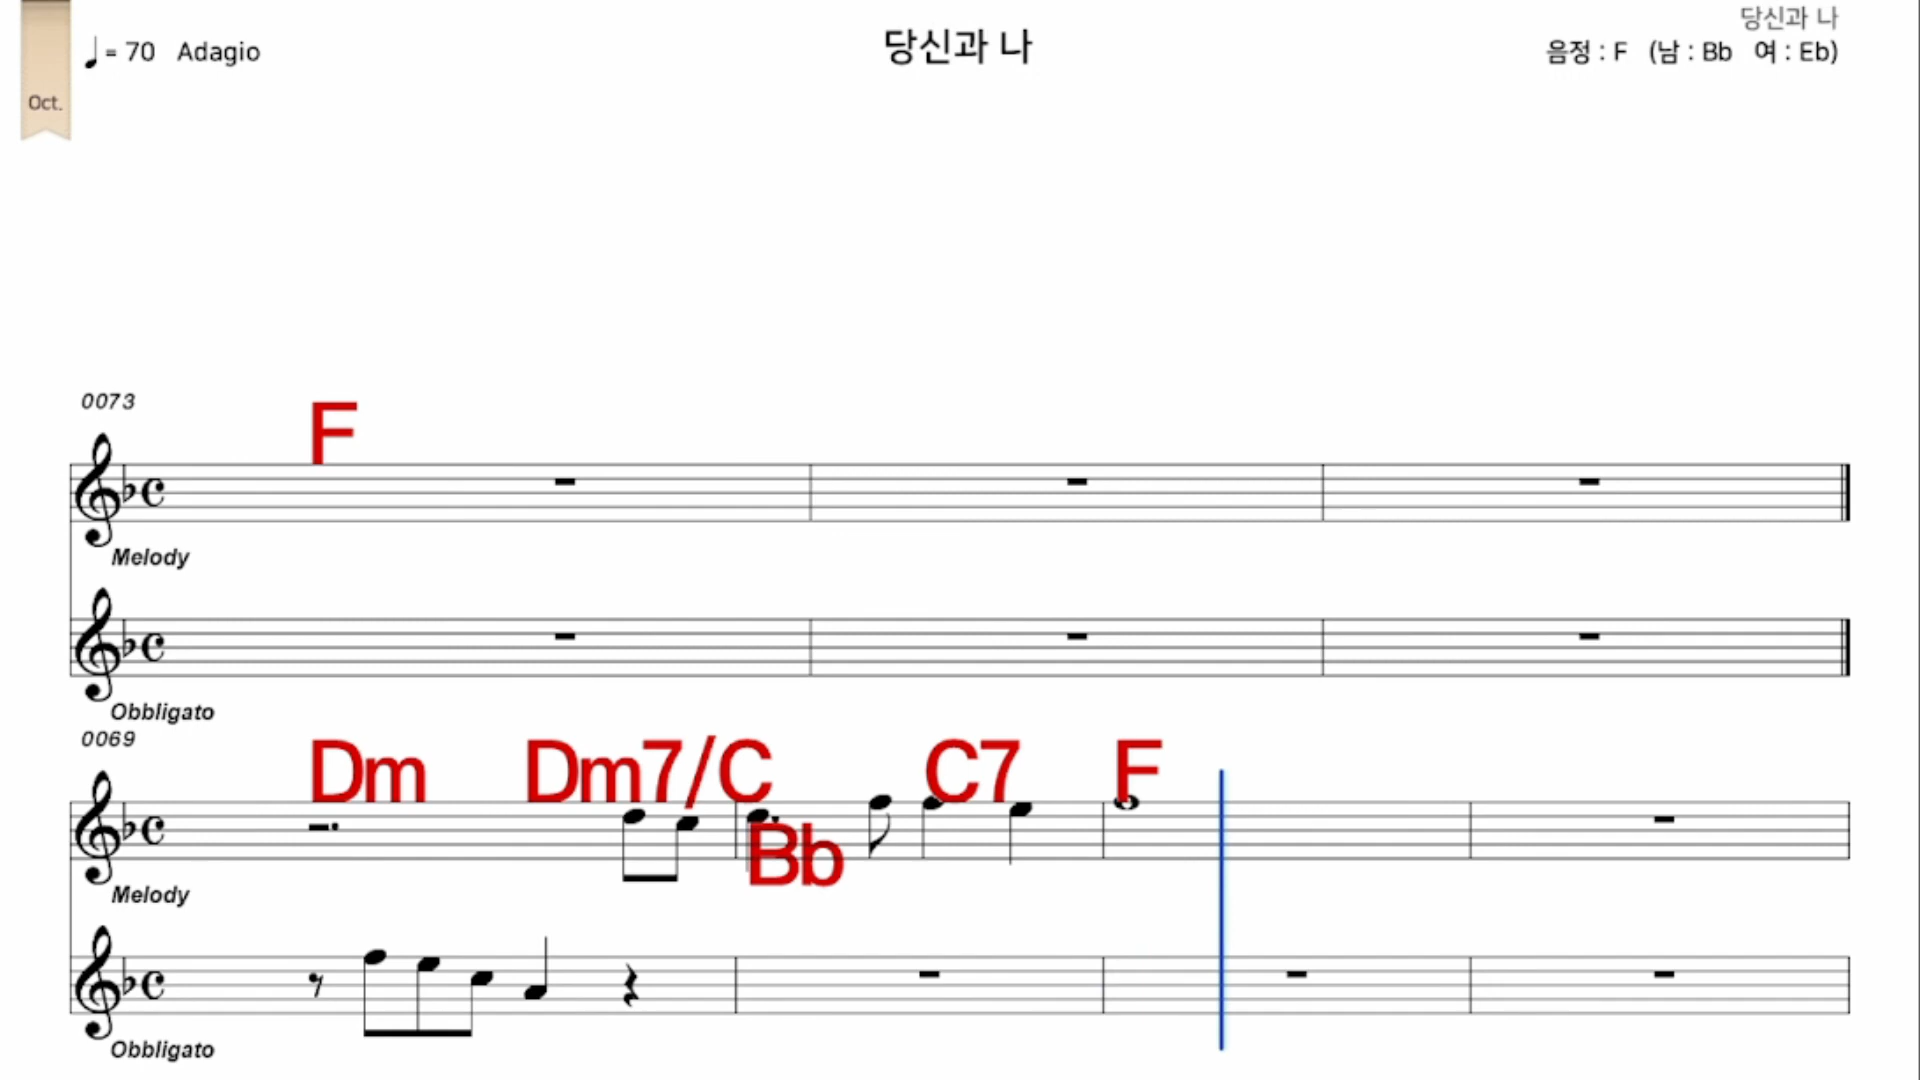 당신과 나
Oct.
♩= 70 Adagio
당신과 나
음정 : F (남 : Bb 여 : Eb)
0073
F
Melody
Obbligato
0069
Dm Dm7/C Bb C7 F
Melody
Obbligato